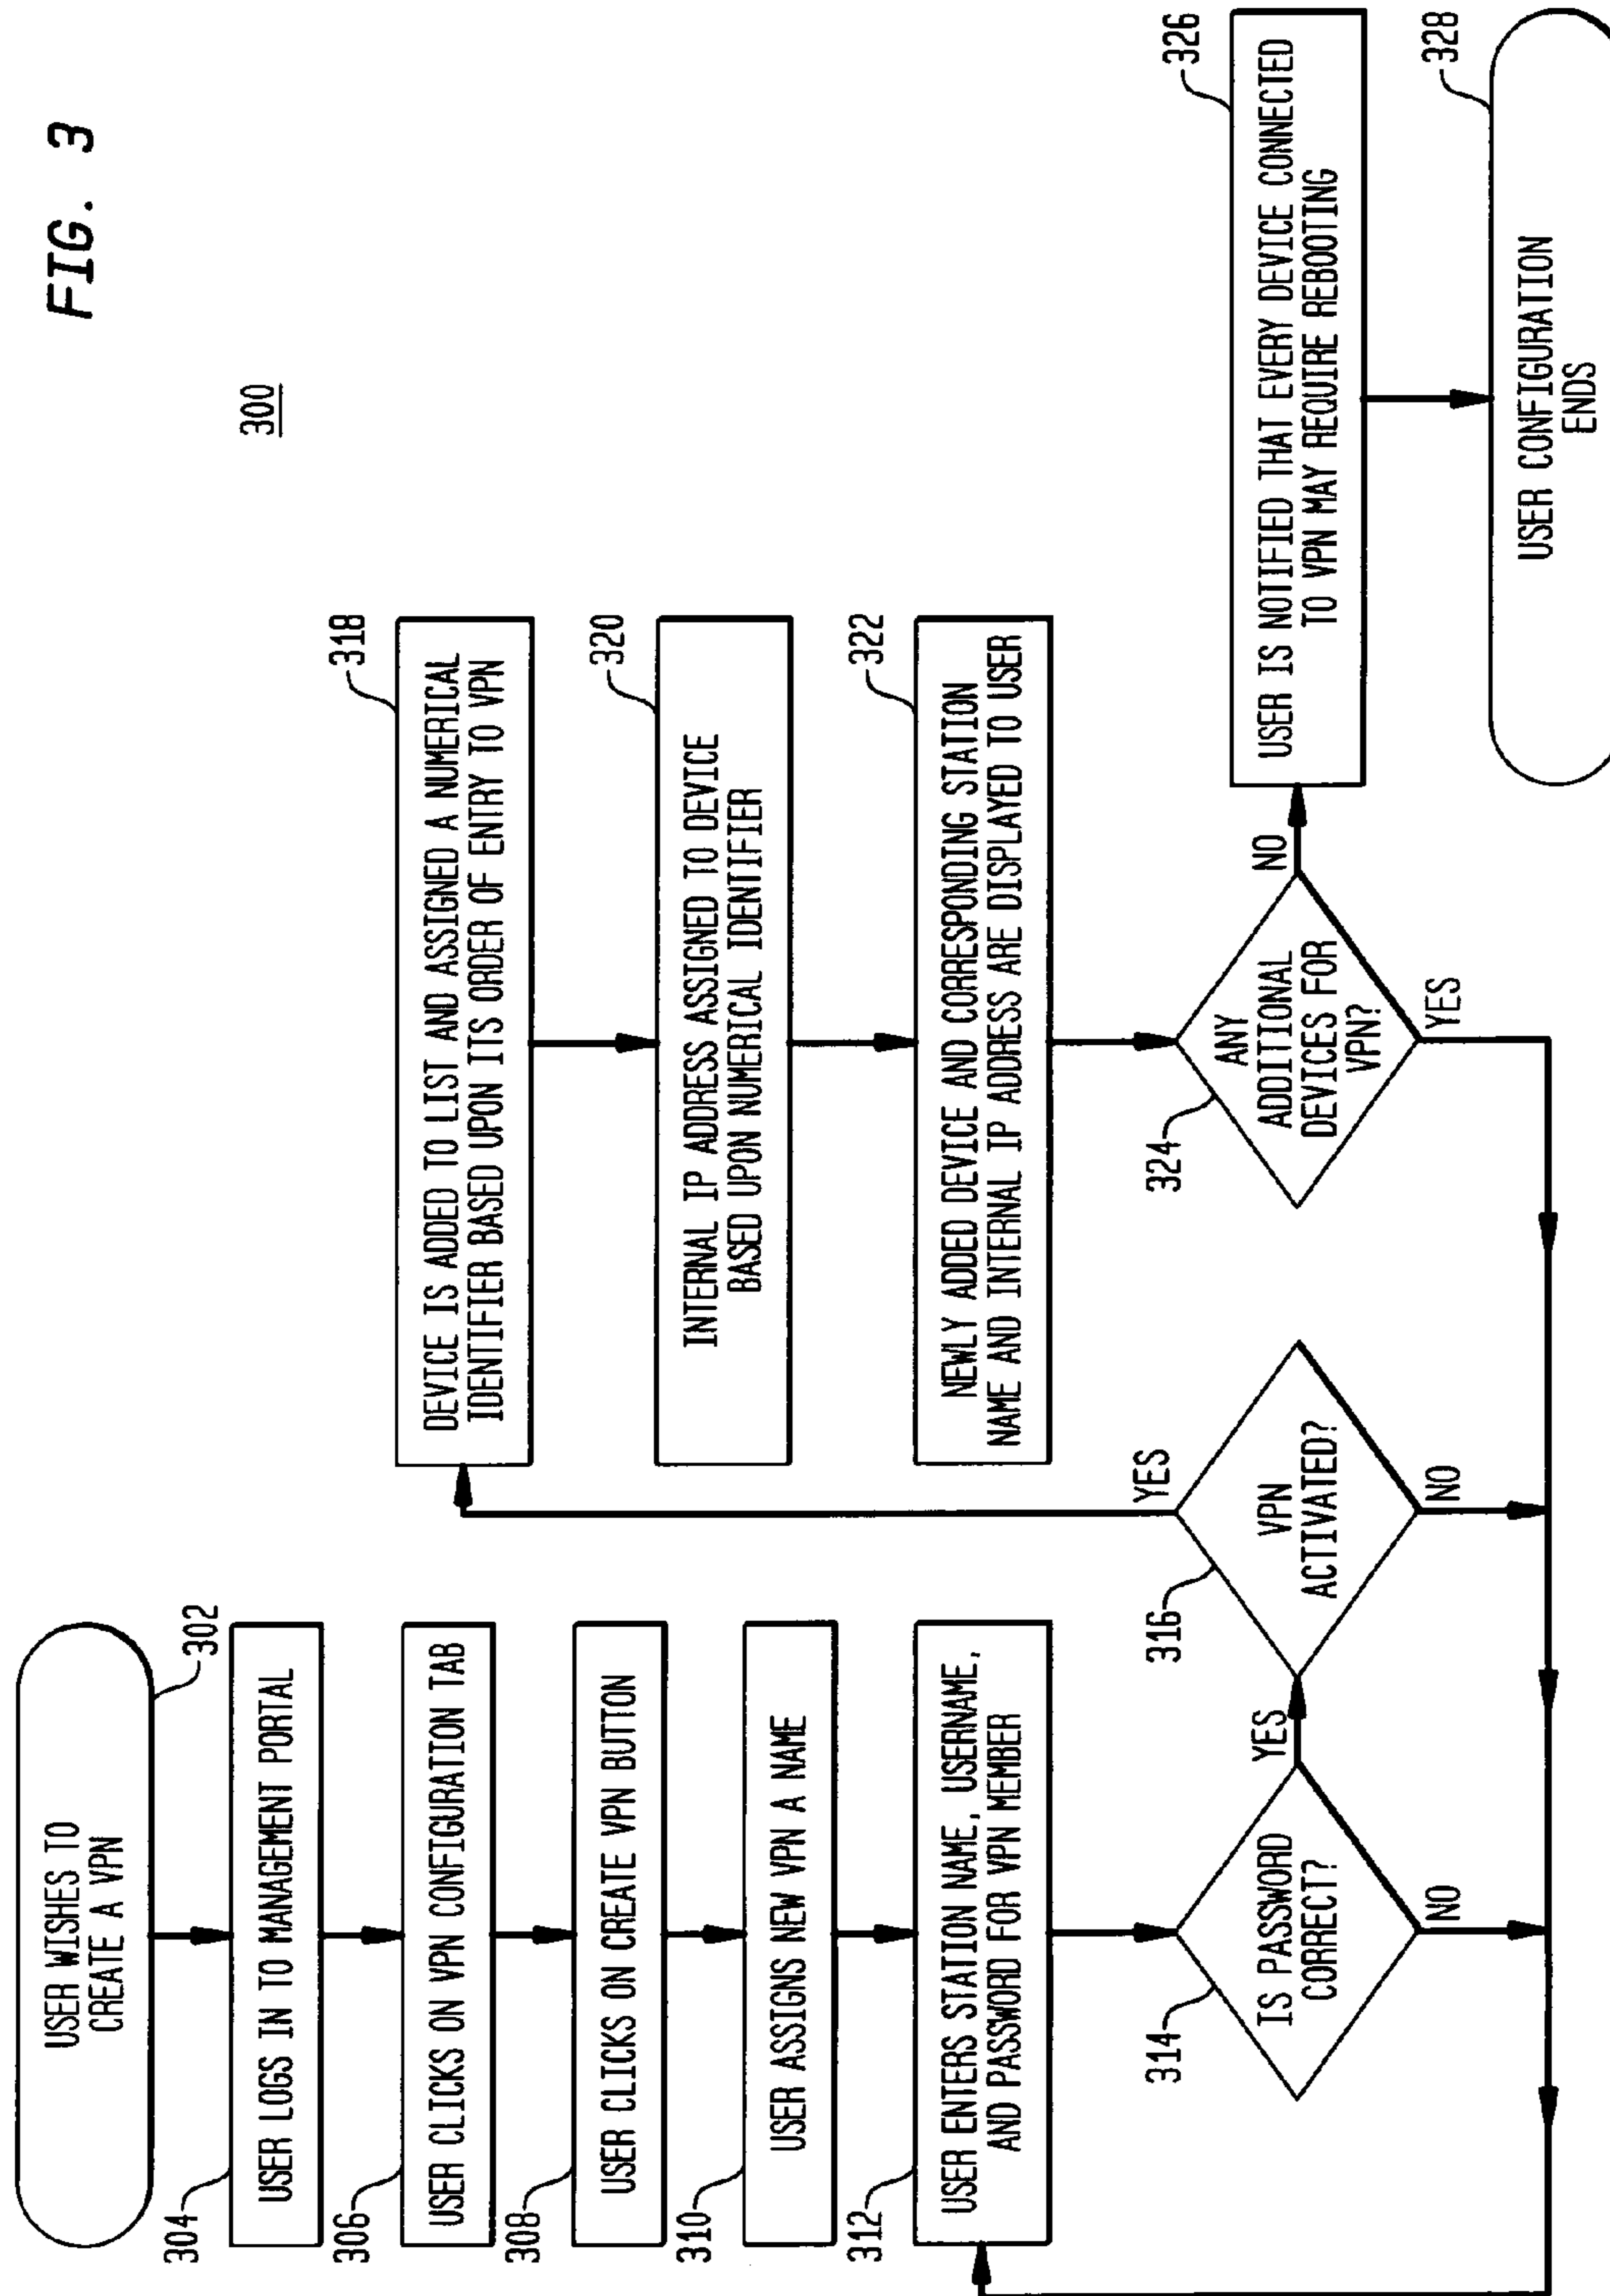 FIG. 3
300
USER WISHES TO
CREATE A VPN
302
304
USER LOGS IN TO MANAGEMENT PORTAL
306
USER CLICKS ON VPN CONFIGURATION TAB
308
USER CLICKS ON CREATE VPN BUTTON
310
USER ASSIGNS NEW VPN A NAME
312
USER ENTERS STATION NAME, USERNAME,
AND PASSWORD FOR VPN MEMBER
314
IS PASSWORD
CORRECT?
YES
NO
316
VPN
ACTIVATED?
YES
NO
318
DEVICE IS ADDED TO LIST AND ASSIGNED A NUMERICAL
IDENTIFIER BASED UPON ITS ORDER OF ENTRY TO VPN
320
INTERNAL IP ADDRESS ASSIGNED TO DEVICE
BASED UPON NUMERICAL IDENTIFIER
322
NEWLY ADDED DEVICE AND CORRESPONDING STATION
NAME AND INTERNAL IP ADDRESS ARE DISPLAYED TO USER
324
ANY
ADDITIONAL
DEVICES FOR
VPN?
NO
YES
326
USER IS NOTIFIED THAT EVERY DEVICE CONNECTED
TO VPN MAY REQUIRE REBOOTING
328
USER CONFIGURATION
ENDS